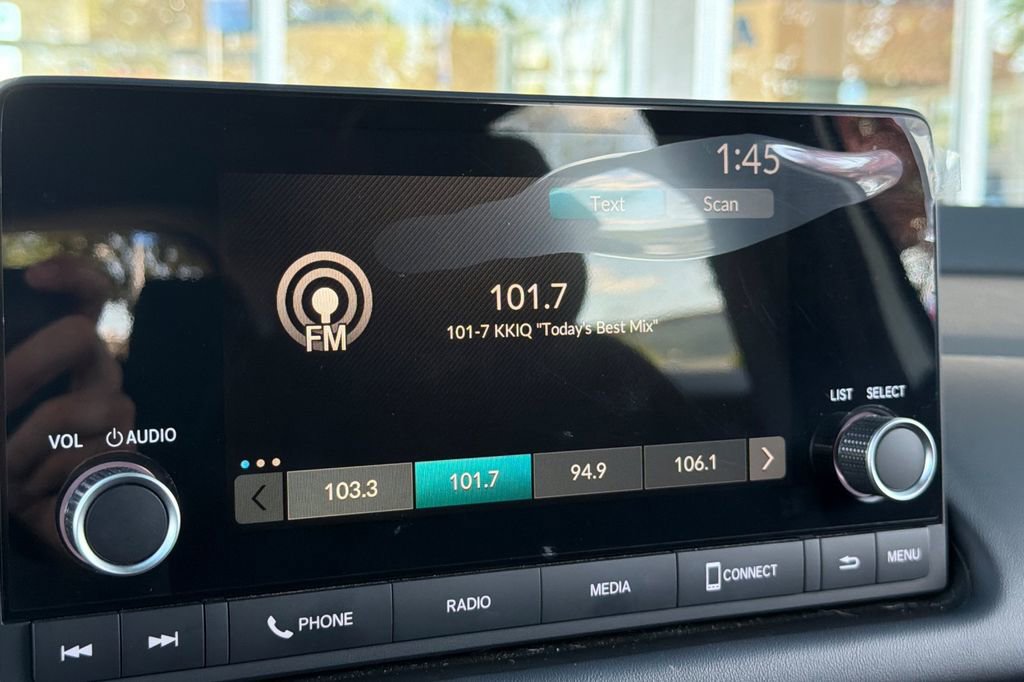 1:45
Text Scan
FM
101.7
101-7 KKIQ "Today's Best Mix"
LIST SELECT
VOL AUDIO
103.3 101.7 94.9 106.1
PHONE RADIO MEDIA CONNECT MENU